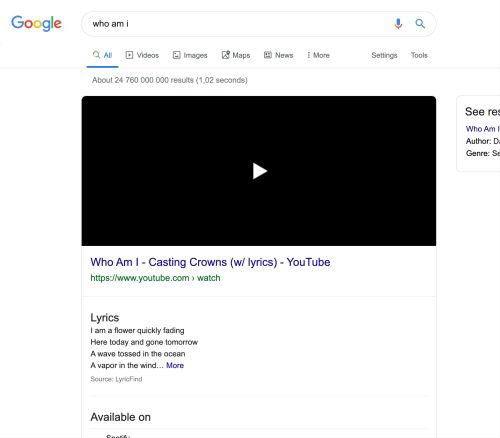 Google
who am i
All Videos Images Maps News More Settings Tools
About 24 760 000 000 results (1,02 seconds)
See
Who Am I
Author:
Genre:
Who Am I - Casting Crowns (w/ lyrics) - YouTube
https://www.youtube.com › watch
Lyrics
I am a flower quickly fading
Here today and gone tomorrow
A wave tossed in the ocean
A vapor in the wind... More
Source: LyricFind
Available on
Spotify